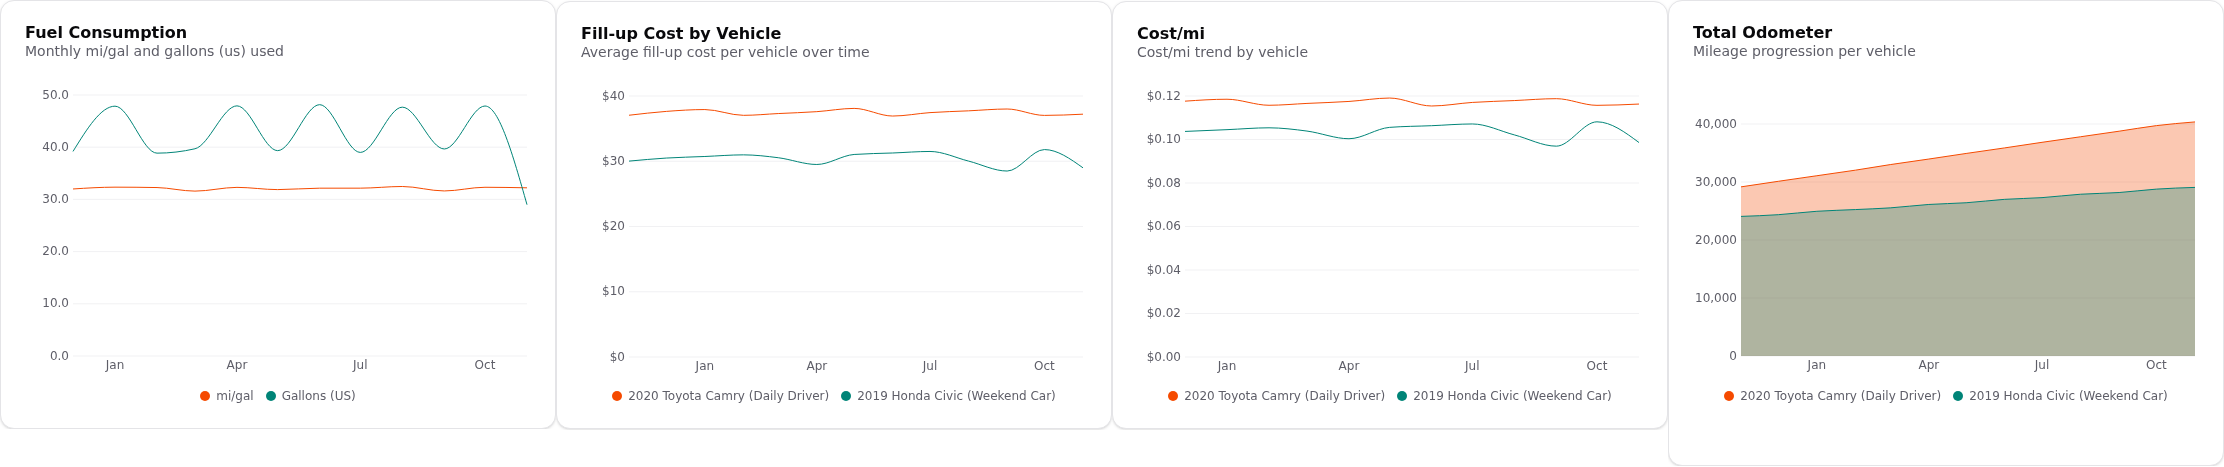 Fuel Consumption
Monthly mi/gal and gallons (us) used
50.0
40.0
30.0
20.0
10.0
0.0
Jan Apr Jul Oct
mi/gal Gallons (US)
Fill-up Cost by Vehicle
Average fill-up cost per vehicle over time
$40
$30
$20
$10
$0
Jan Apr Jul Oct
2020 Toyota Camry (Daily Driver) 2019 Honda Civic (Weekend Car)
Cost/mi
Cost/mi trend by vehicle
$0.12
$0.10
$0.08
$0.06
$0.04
$0.02
$0.00
Jan Apr Jul Oct
2020 Toyota Camry (Daily Driver) 2019 Honda Civic (Weekend Car)
Total Odometer
Mileage progression per vehicle
40,000
30,000
20,000
10,000
0
Jan Apr Jul Oct
2020 Toyota Camry (Daily Driver) 2019 Honda Civic (Weekend Car)